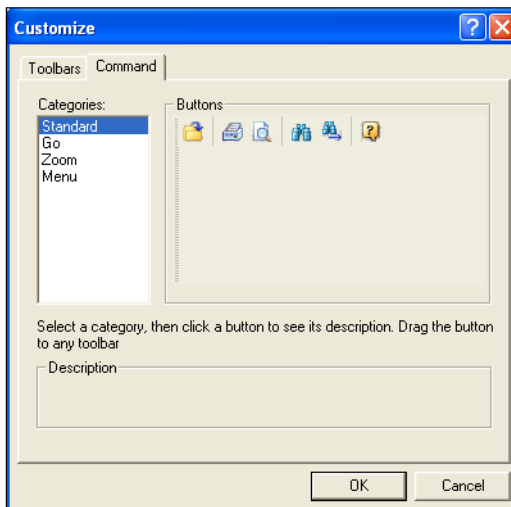 Customize
Toolbars
Command
Categories:
Buttons
Standard
Go
Zoom
Menu
Select a category, then click a button to see its description. Drag the button
to any toolbar
Description
OK
Cancel